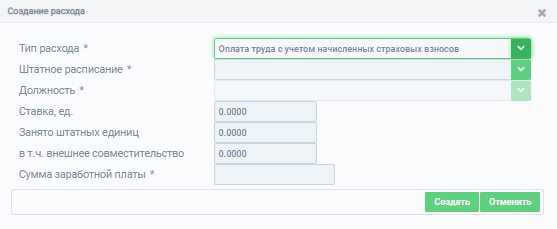 Создание расхода
Тип расхода * Оплата труда с учетом начисленных страховых взносов
Штатное расписание *
Должность *
Ставка, ед. 0.0000
Занято штатных единиц 0.0000
в т.ч. внешнее совместительство 0.0000
Сумма заработной платы *
Создать Отменить